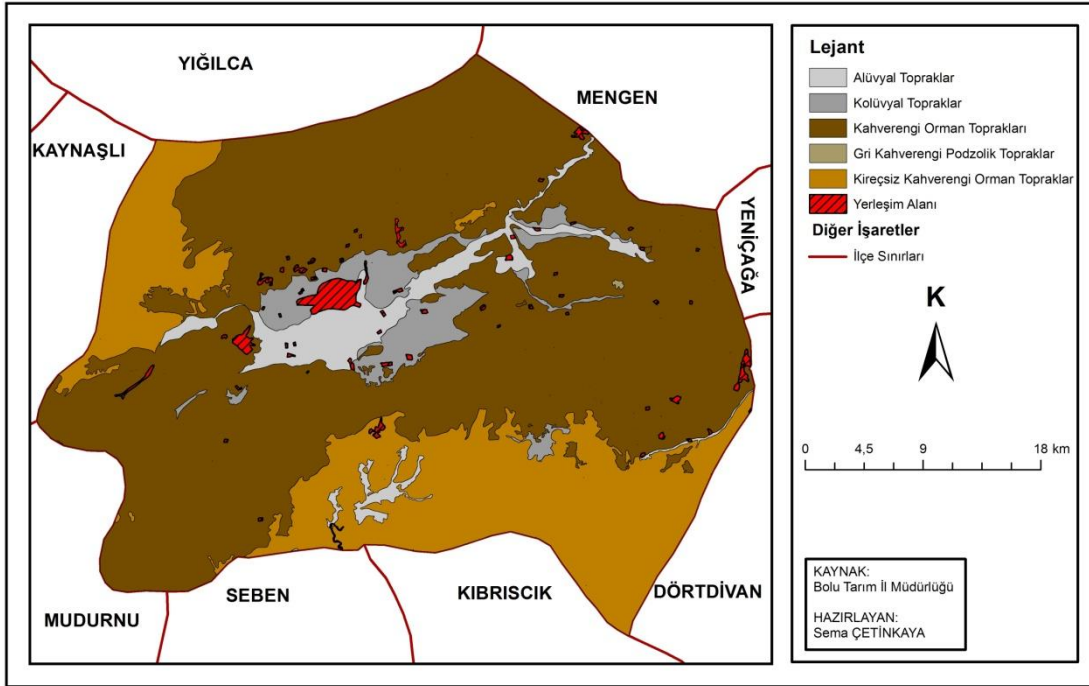 YIĞILCA
MENGEN
KAYNAŞLI
YENİÇAĞA
SEBEN
KIBRISCIK
DÖRTDİVAN
MUDURNU
Lejant
Alüvyal Topraklar
Kolüvyal Topraklar
Kahverengi Orman Toprakları
Gri Kahverengi Podzolik Topraklar
Kireçsiz Kahverengi Orman Topraklar
Yerleşim Alanı
Diğer İşaretler
İlçe Sınırları
K
0 4,5 9 18 km
KAYNAK:
Bolu Tarım İl Müdürlüğü
HAZIRLAYAN:
Sema ÇETİNKAYA